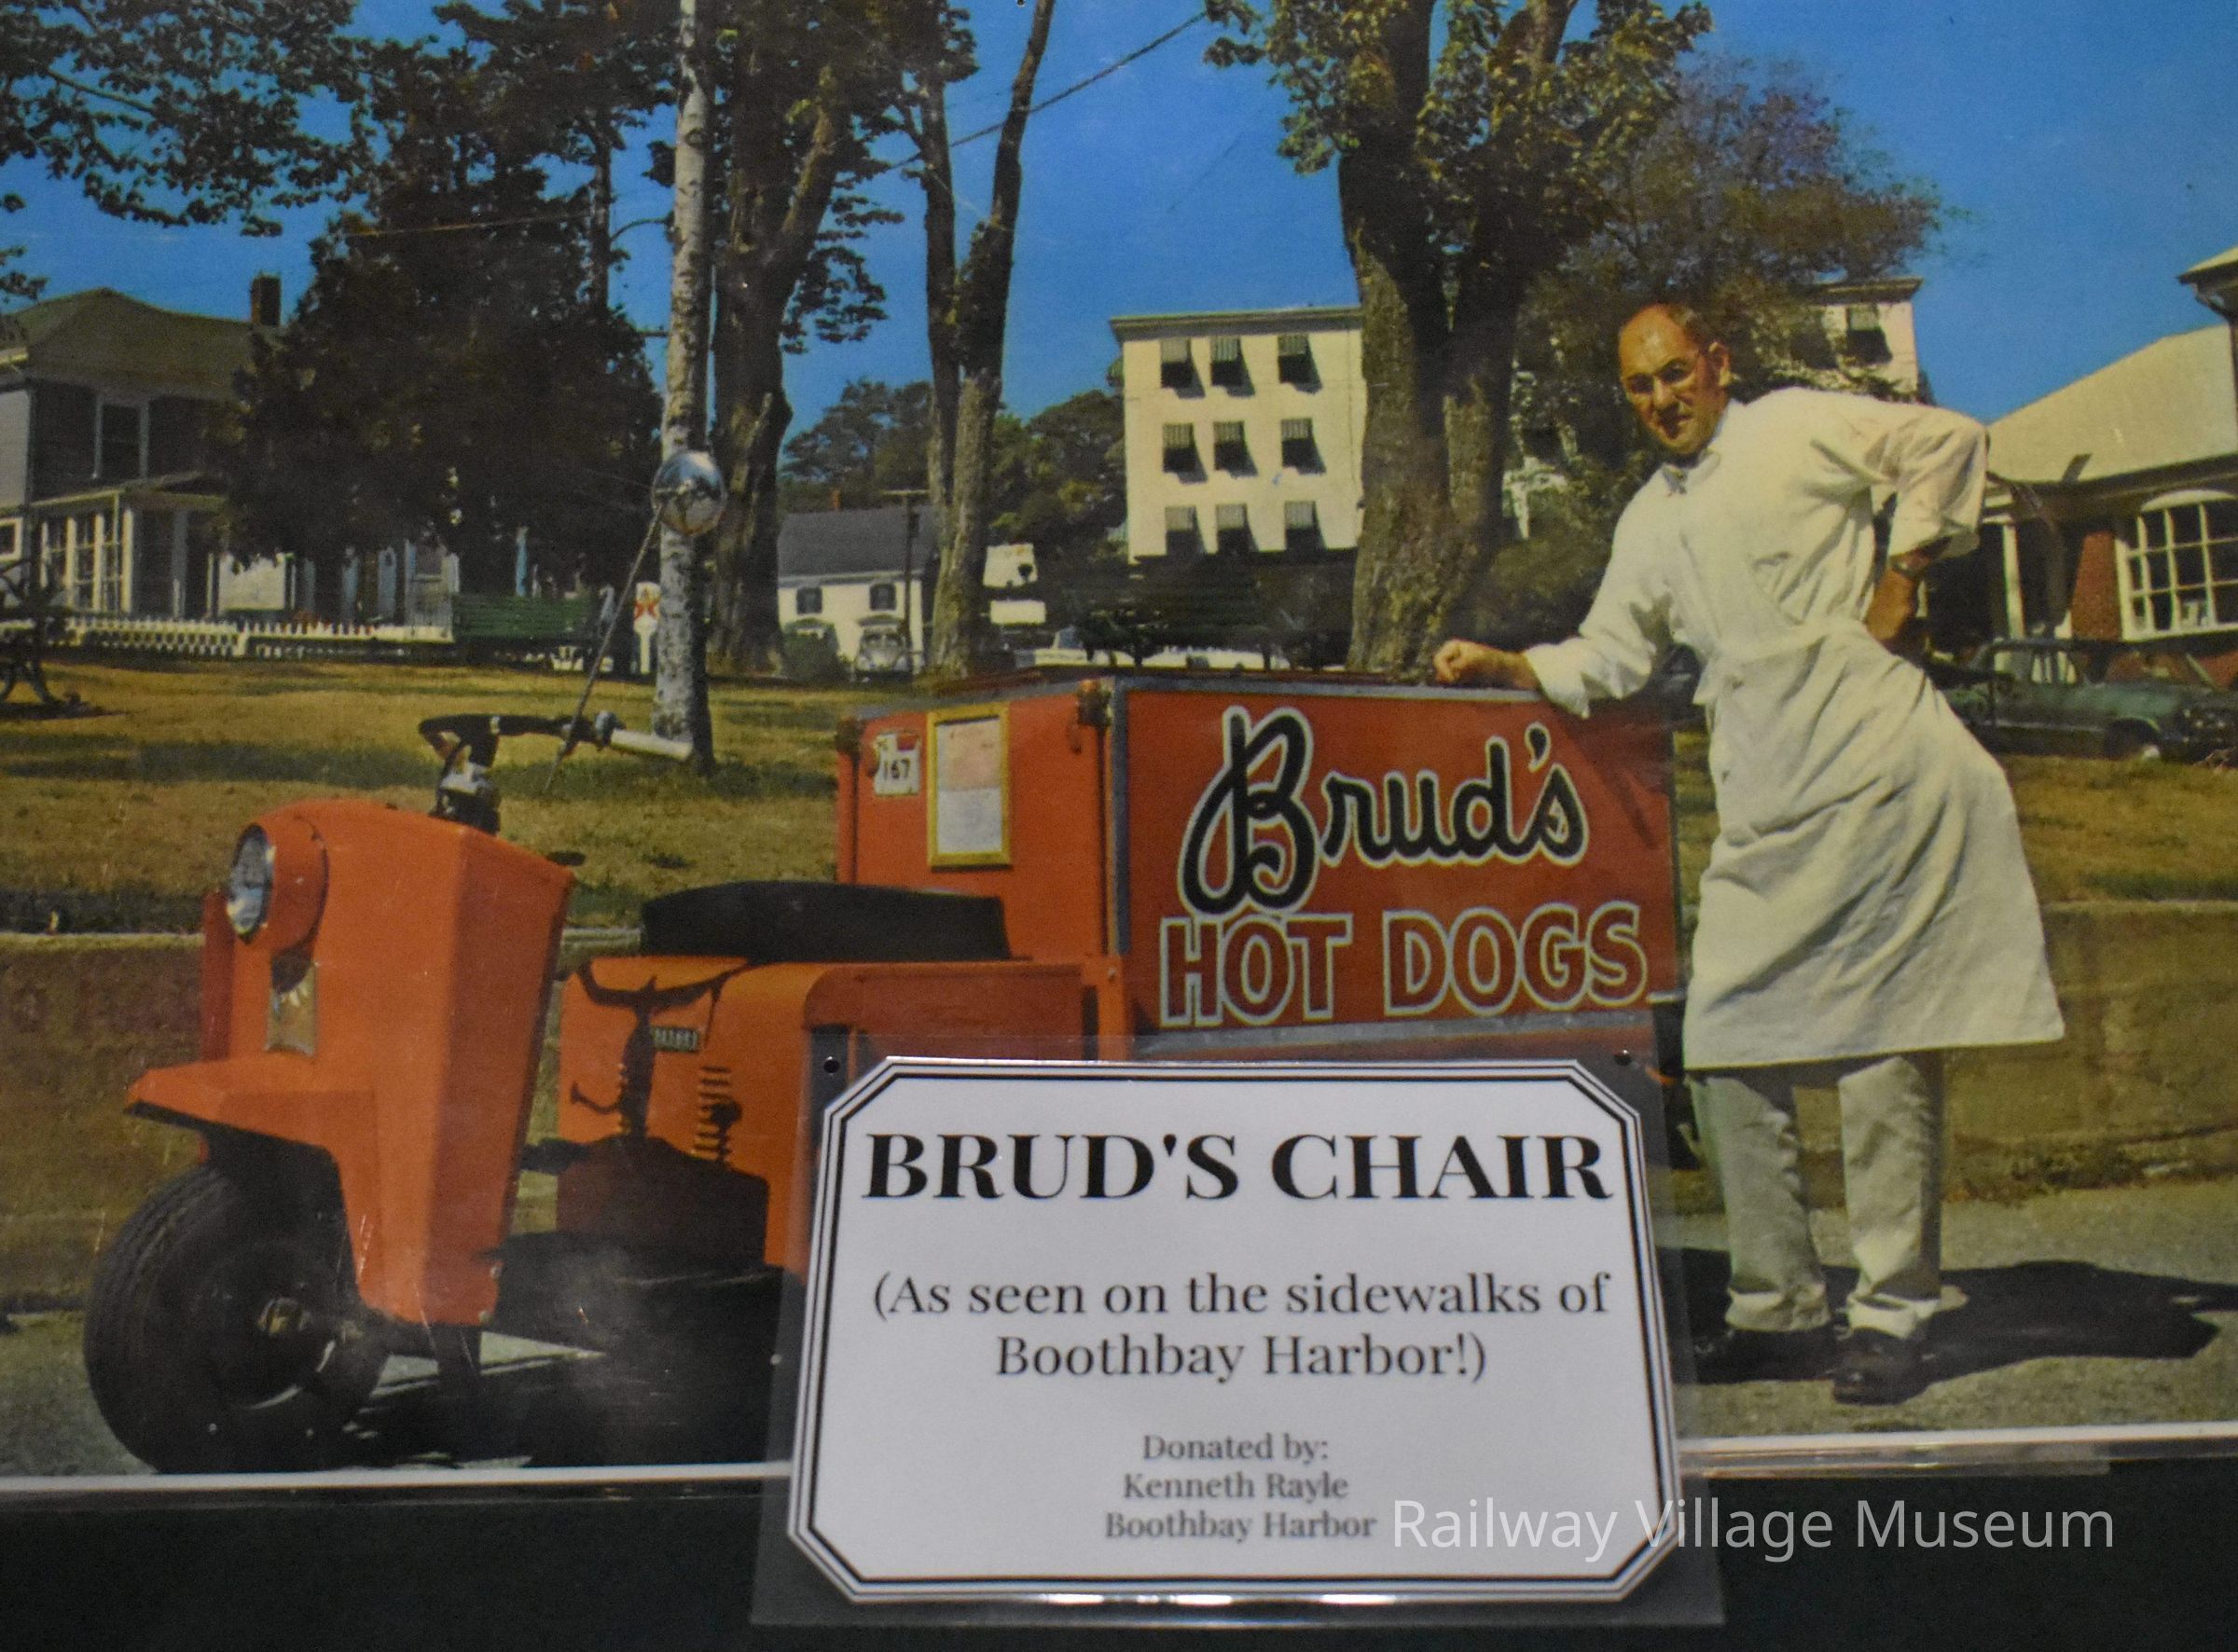 167
Brud's
HOT DOGS
BRUD'S CHAIR
(As seen on the sidewalks of
Boothbay Harbor!)
Donated by:
Kenneth Rayle
Boothbay Harbor
Railway Village Museum